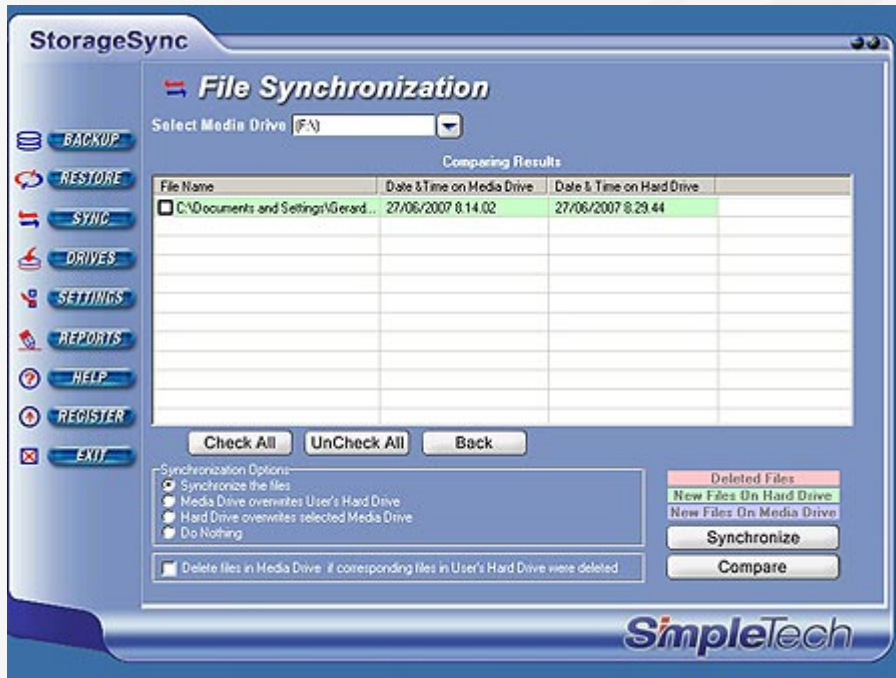 StorageSync
File Synchronization
Select Media Drive (F:\)
BACKUP
RESTORE
SYNC
DRIVES
SETTINGS
REPORTS
HELP
REGISTER
EXIT
Comparing Results
File Name Date & Time on Media Drive Date & Time on Hard Drive
C:\Documents and Settings\Gerard... 27/06/2007 8.14.02 27/06/2007 8.29.44
Check All UnCheck All Back
Synchronization Options
Synchronize the files
Media Drive overwrites User's Hard Drive
Hard Drive overwrites selected Media Drive
Do Nothing
Delete files in Media Drive if corresponding files in User's Hard Drive were deleted
Deleted Files
New Files On Hard Drive
New Files On Media Drive
Synchronize
Compare
SimpleTech